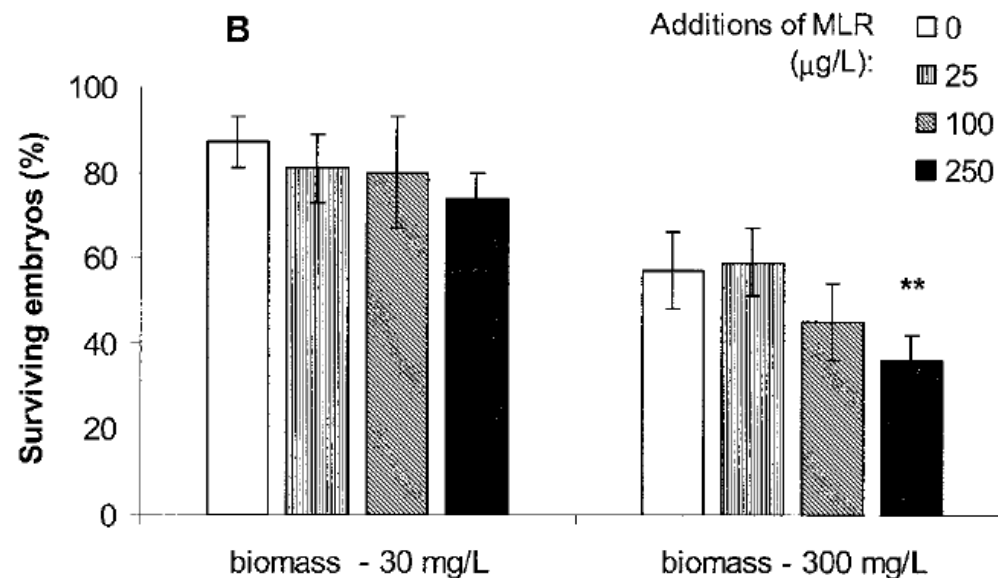 B
Additions of MLR
(µg/L):
0
25
100
250
Surviving embryos (%)
100
80
60
40
20
0
**
biomass - 30 mg/L
biomass - 300 mg/L